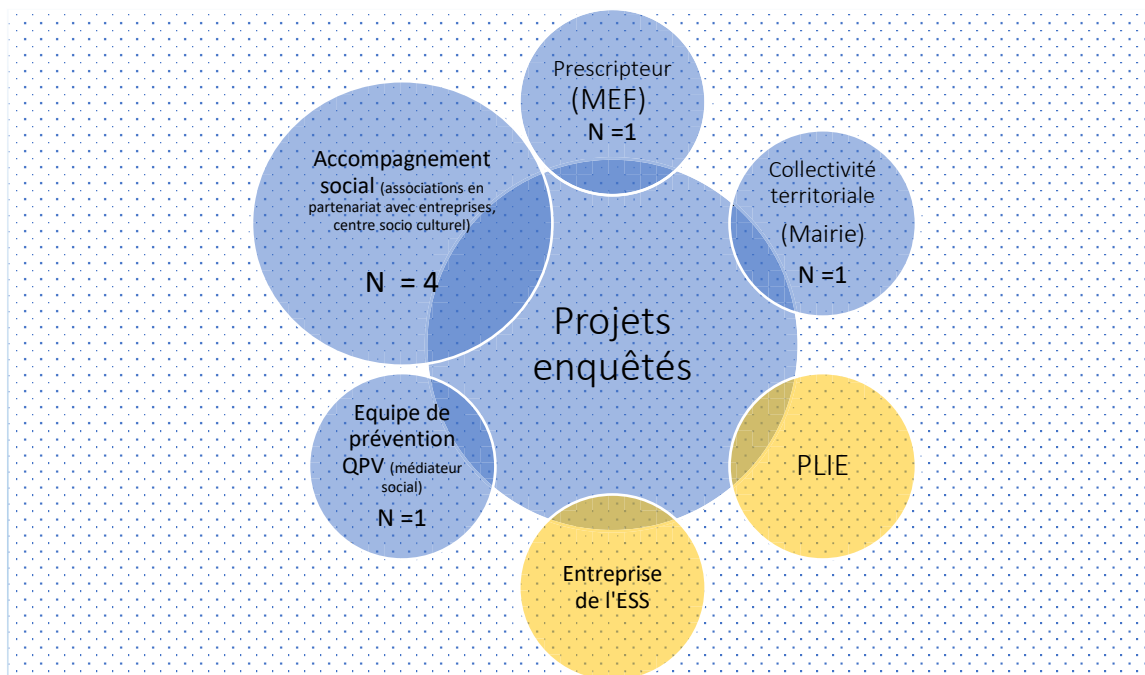 Prescripteur
(MEF)
N =1
Accompagnement
social (associations en
partenariat avec entreprises,
centre socio culturel)
N = 4
Collectivité
territoriale
(Mairie)
N =1
Projets
enquêtés
Equipe de
prévention
QPV (médiateur
social)
N =1
PLIE
Entreprise
de l'ESS